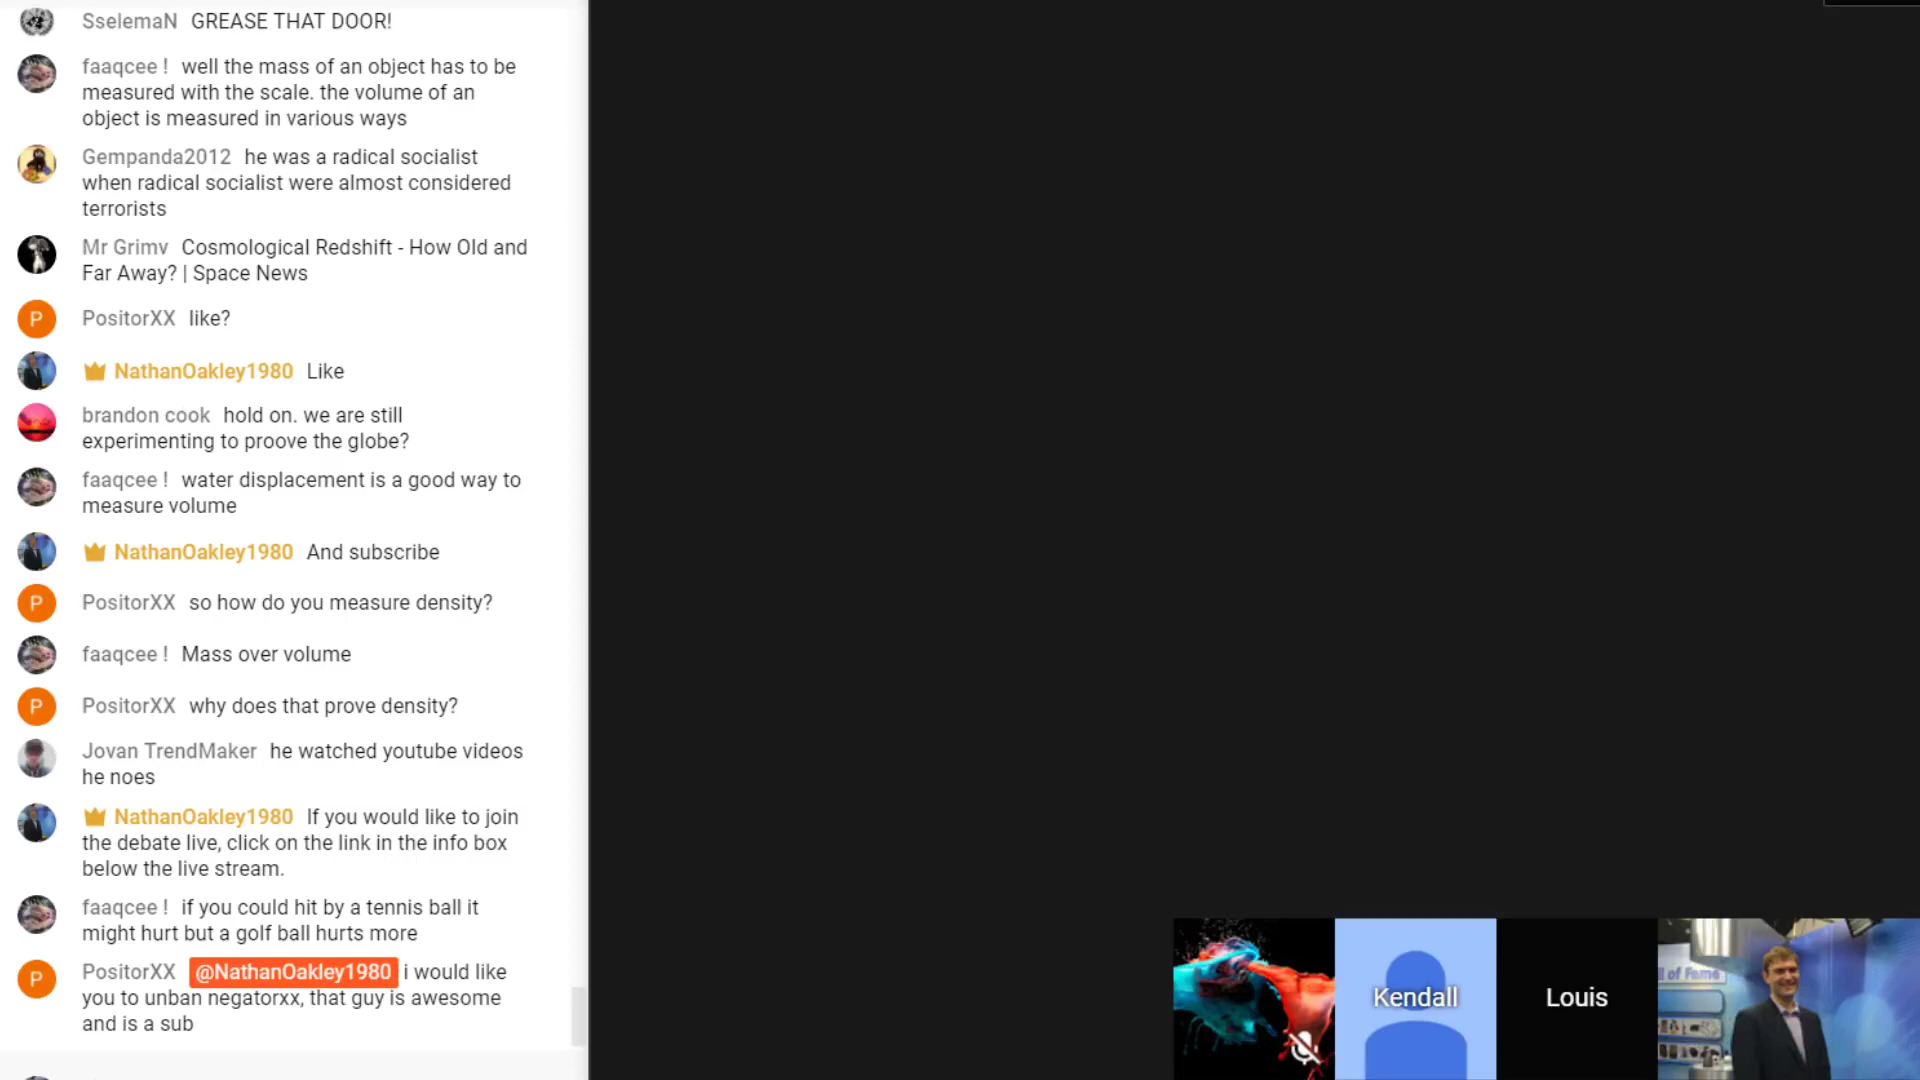 SselemaN GREASE THAT DOOR!
faaqcee ! well the mass of an object has to be
measured with the scale. the volume of an
object is measured in various ways
Gempanda2012 he was a radical socialist
when radical socialist were almost considered
terrorists
Mr Grimv Cosmological Redshift - How Old and
Far Away? | Space News
P PositorXX like?
NathanOakley1980 Like
brandon cook hold on. we are still
experimenting to proove the globe?
faaqcee ! water displacement is a good way to
measure volume
NathanOakley1980 And subscribe
P PositorXX so how do you measure density?
faaqcee ! Mass over volume
P PositorXX why does that prove density?
Jovan TrendMaker he watched youtube videos
he noes
NathanOakley1980 If you would like to join
the debate live, click on the link in the info box
below the live stream.
faaqcee ! if you could hit by a tennis ball it
might hurt but a golf ball hurts more
P PositorXX @NathanOakley1980 i would like
you to unban negatorxx, that guy is awesome
and is a sub
Kendall
Louis
l of Fame